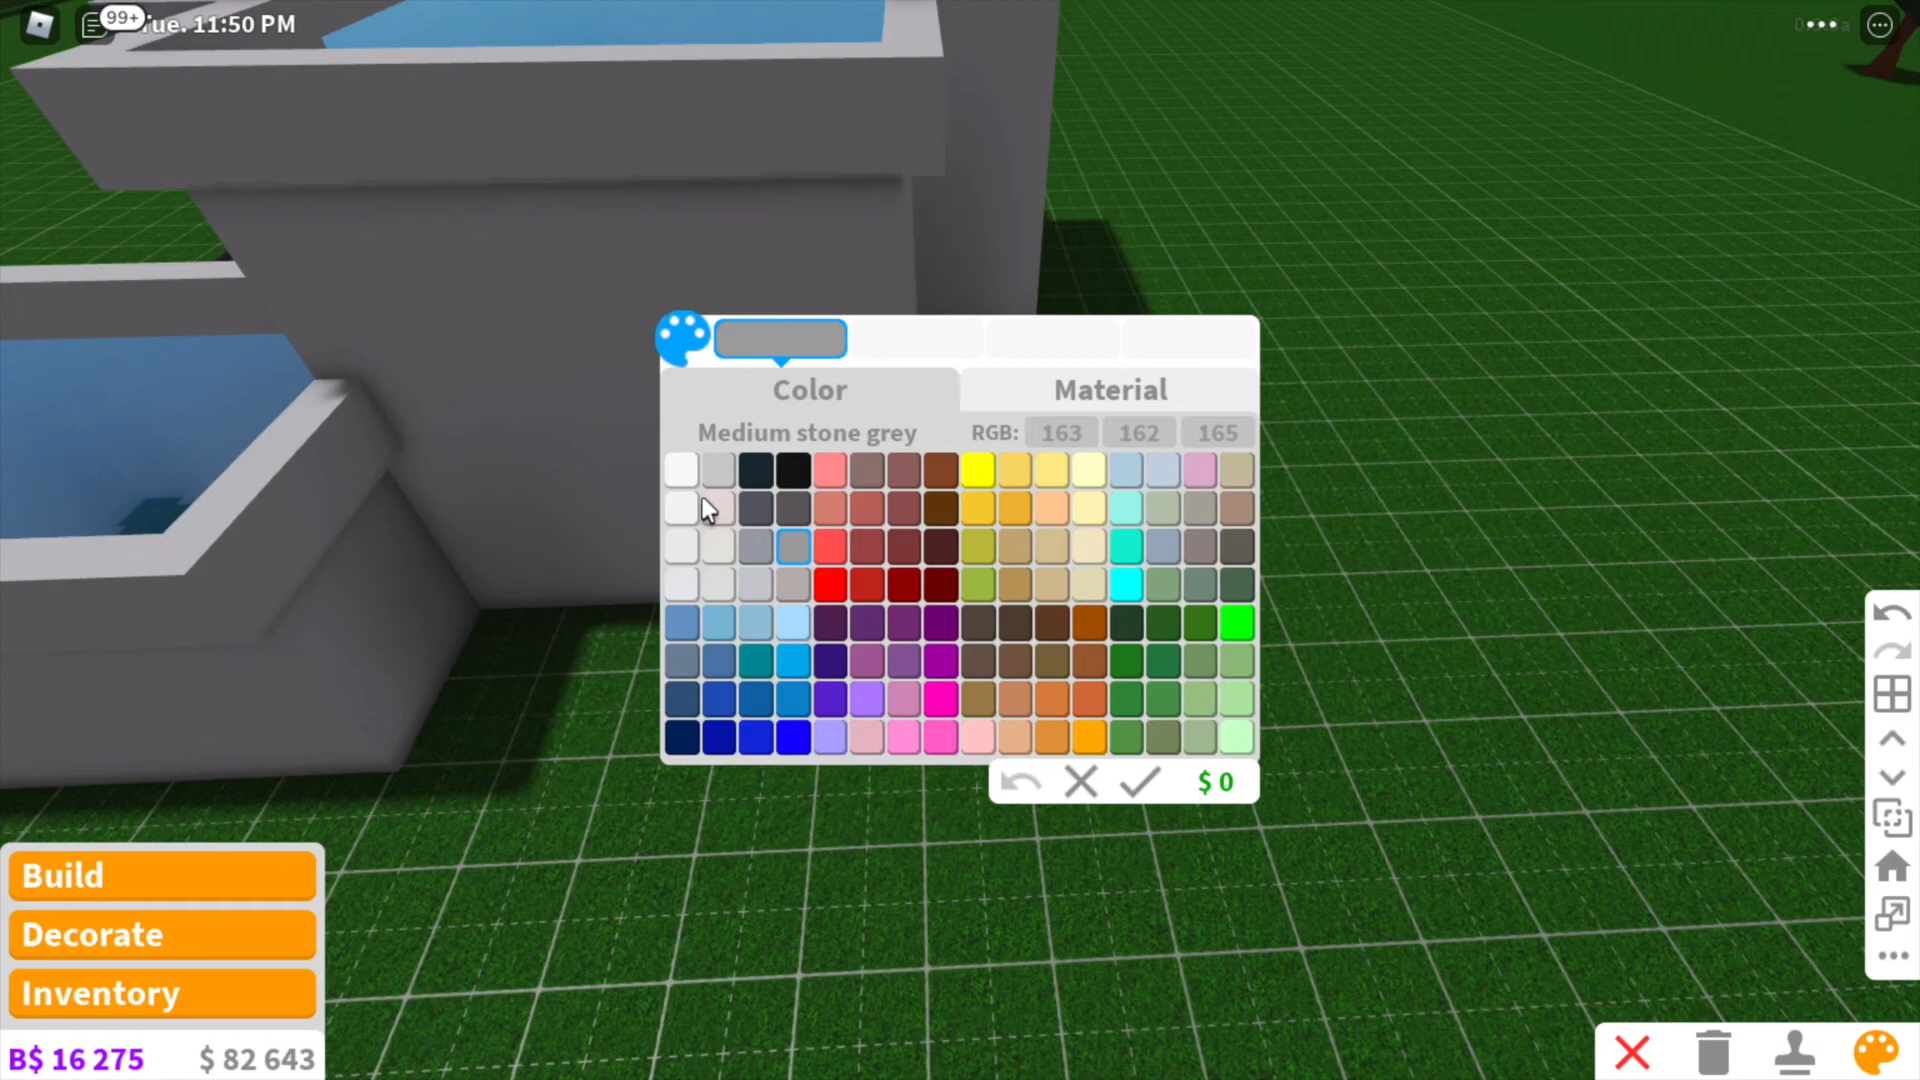 99+
Tue. 11:50 PM
Color
Material
Medium stone grey
RGB: 163 162 165
$ 0
Build
Decorate
Inventory
B$ 16 275
$ 82 643